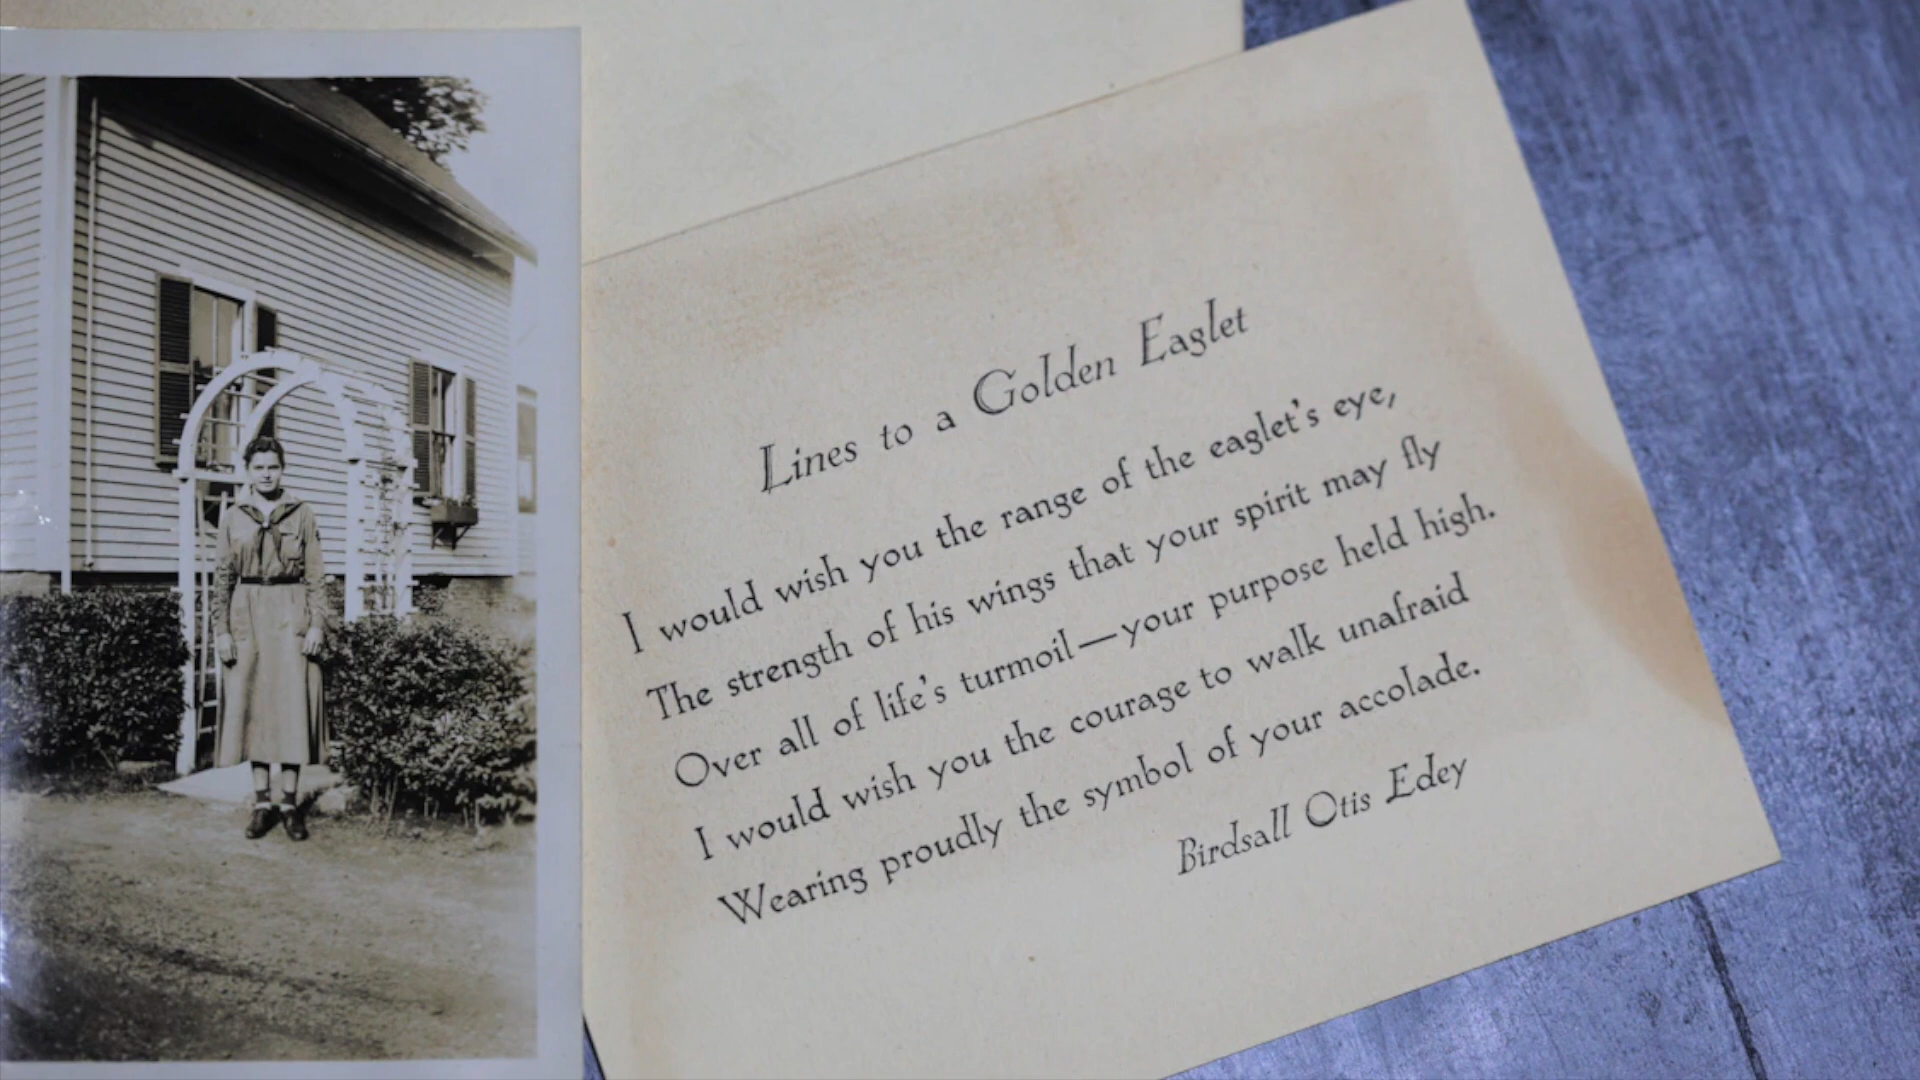 Lines to a Golden Eaglet
I would wish you the range of the eaglet's eye,
The strength of his wings that your spirit may fly
Over all of life's turmoil—your purpose held high.
I would wish you the courage to walk unafraid
Wearing proudly the symbol of your accolade.
Birdsall Otis Edey